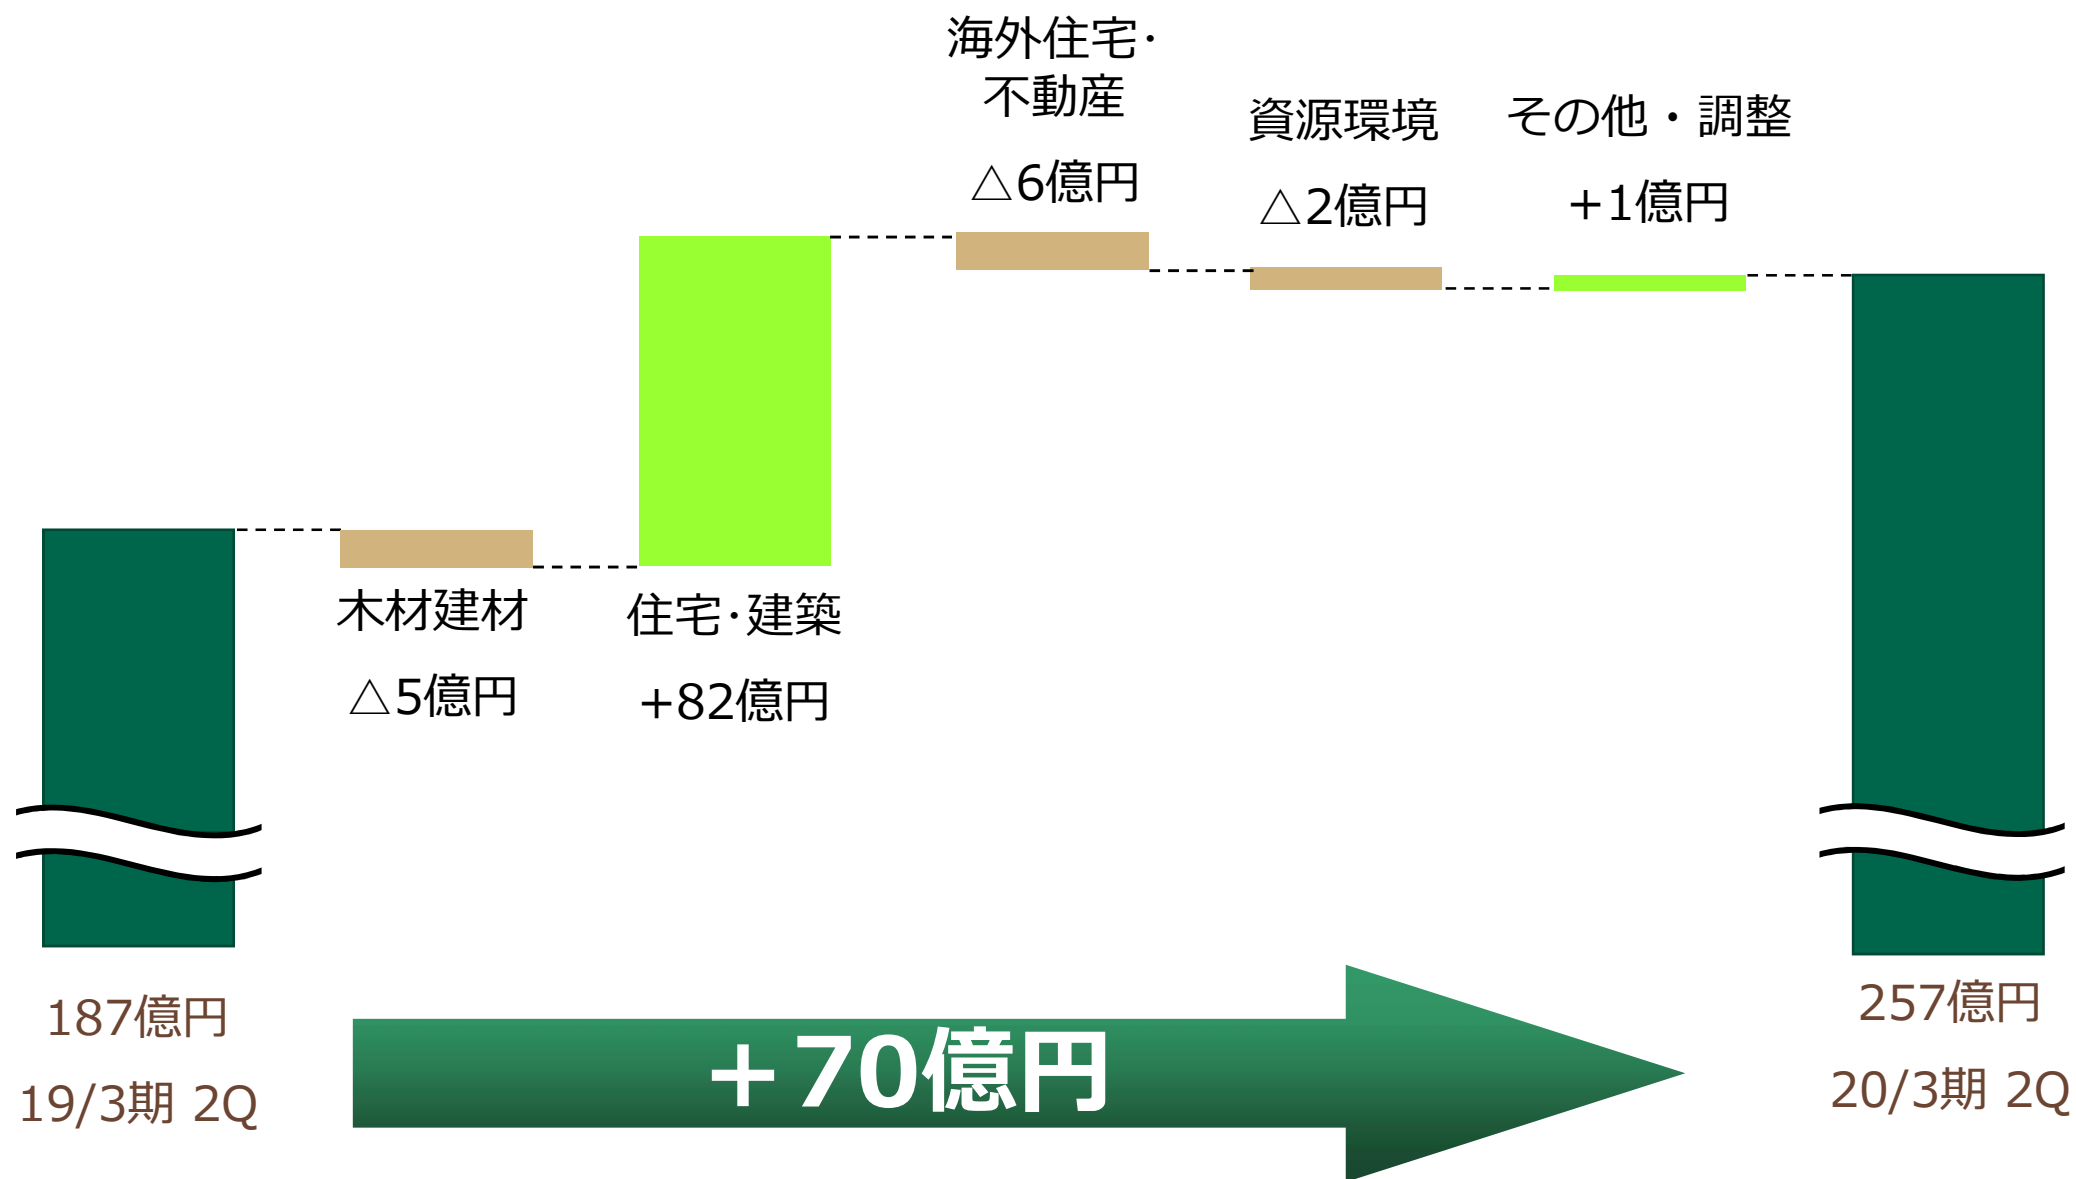 海外住宅･
不動産
△6億円
資源環境
△2億円
その他・調整
+1億円
木材建材
△5億円
住宅･建築
+82億円
187億円
19/3期 2Q
+70億円
257億円
20/3期 2Q